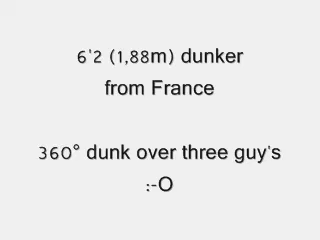 6'2 (1,88m) dunker
from France
360° dunk over three guy's
:-O